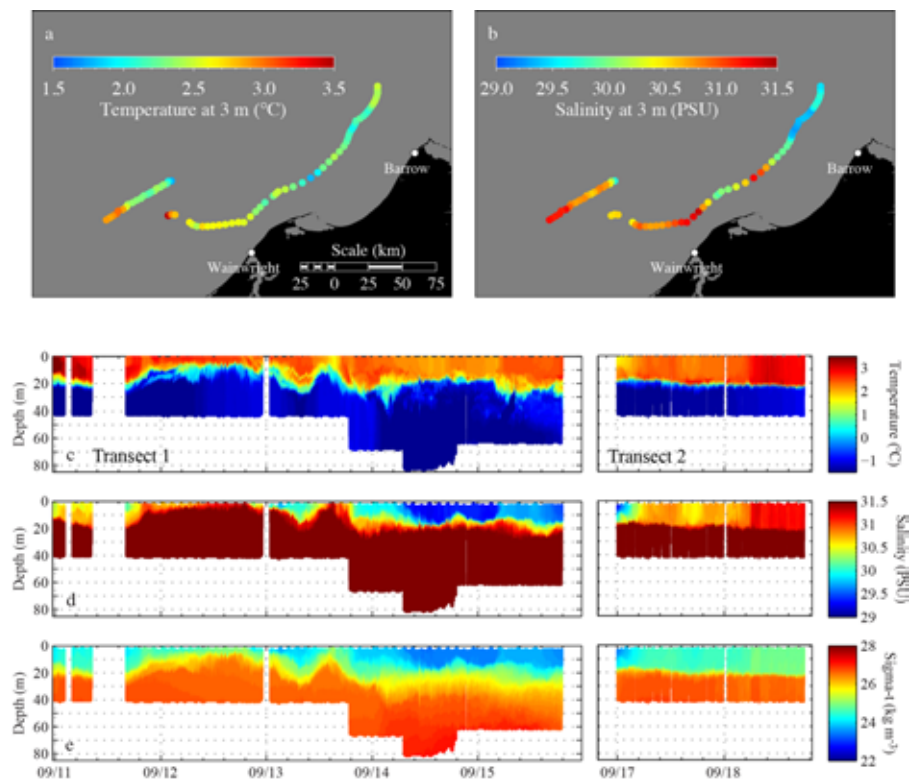 a
1.5 2.0 2.5 3.0 3.5
Temperature at 3 m (°C)
Barrow
Wainwright
Scale (km)
25 0 25 50 75
b
29.0 29.5 30.0 30.5 31.0 31.5
Salinity at 3 m (PSU)
Barrow
Wainwright
0
20
40
60
80
Depth (m)
c Transect 1
Transect 2
3
2
1
0
−1
Temperature (°C)
0
20
40
60
80
Depth (m)
d
31.5
31
30.5
30
29.5
29
Salinity (PSU)
0
20
40
60
80
Depth (m)
e
28
26
24
22
Sigma-t (kg m-3)
09/11 09/12 09/13 09/14 09/15 09/17 09/18